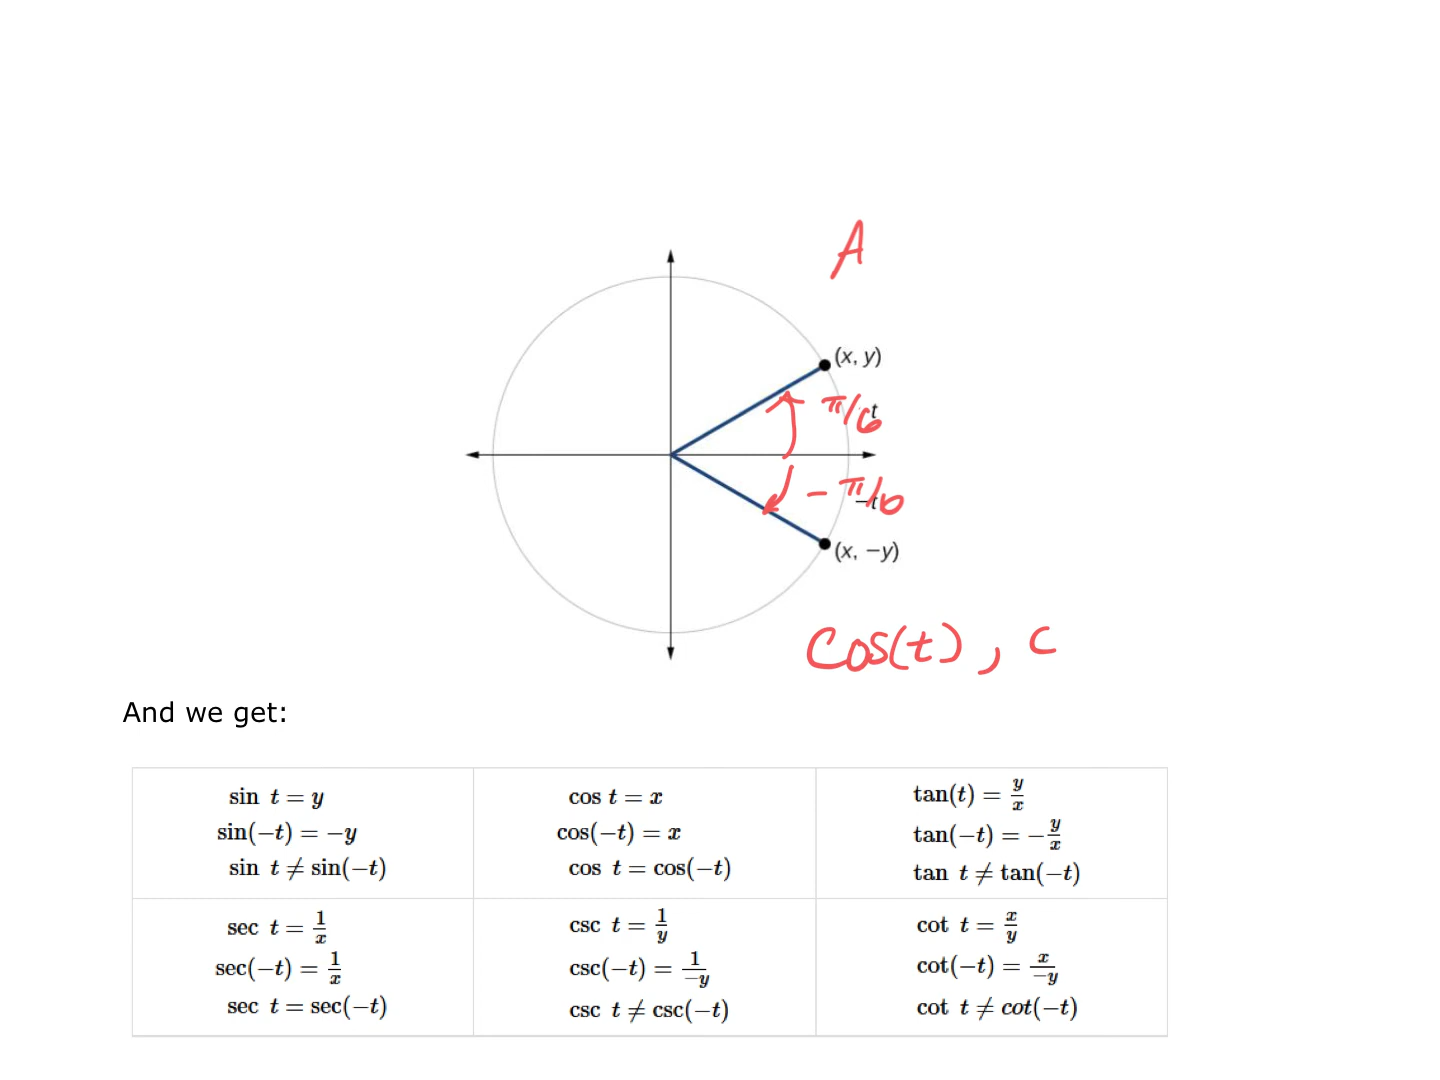 A
(x, y)
π/6
t
-π/6
−t
(x, −y)
Cos(t), C
And we get:
sin t = y
sin(−t) = −y
sin t ≠ sin(−t)
cos t = x
cos(−t) = x
cos t = cos(−t)
tan(t) = y/x
tan(−t) = −y/x
tan t ≠ tan(−t)
sec t = 1/x
sec(−t) = 1/x
sec t = sec(−t)
csc t = 1/y
csc(−t) = 1/−y
csc t ≠ csc(−t)
cot t = x/y
cot(−t) = x/−y
cot t ≠ cot(−t)